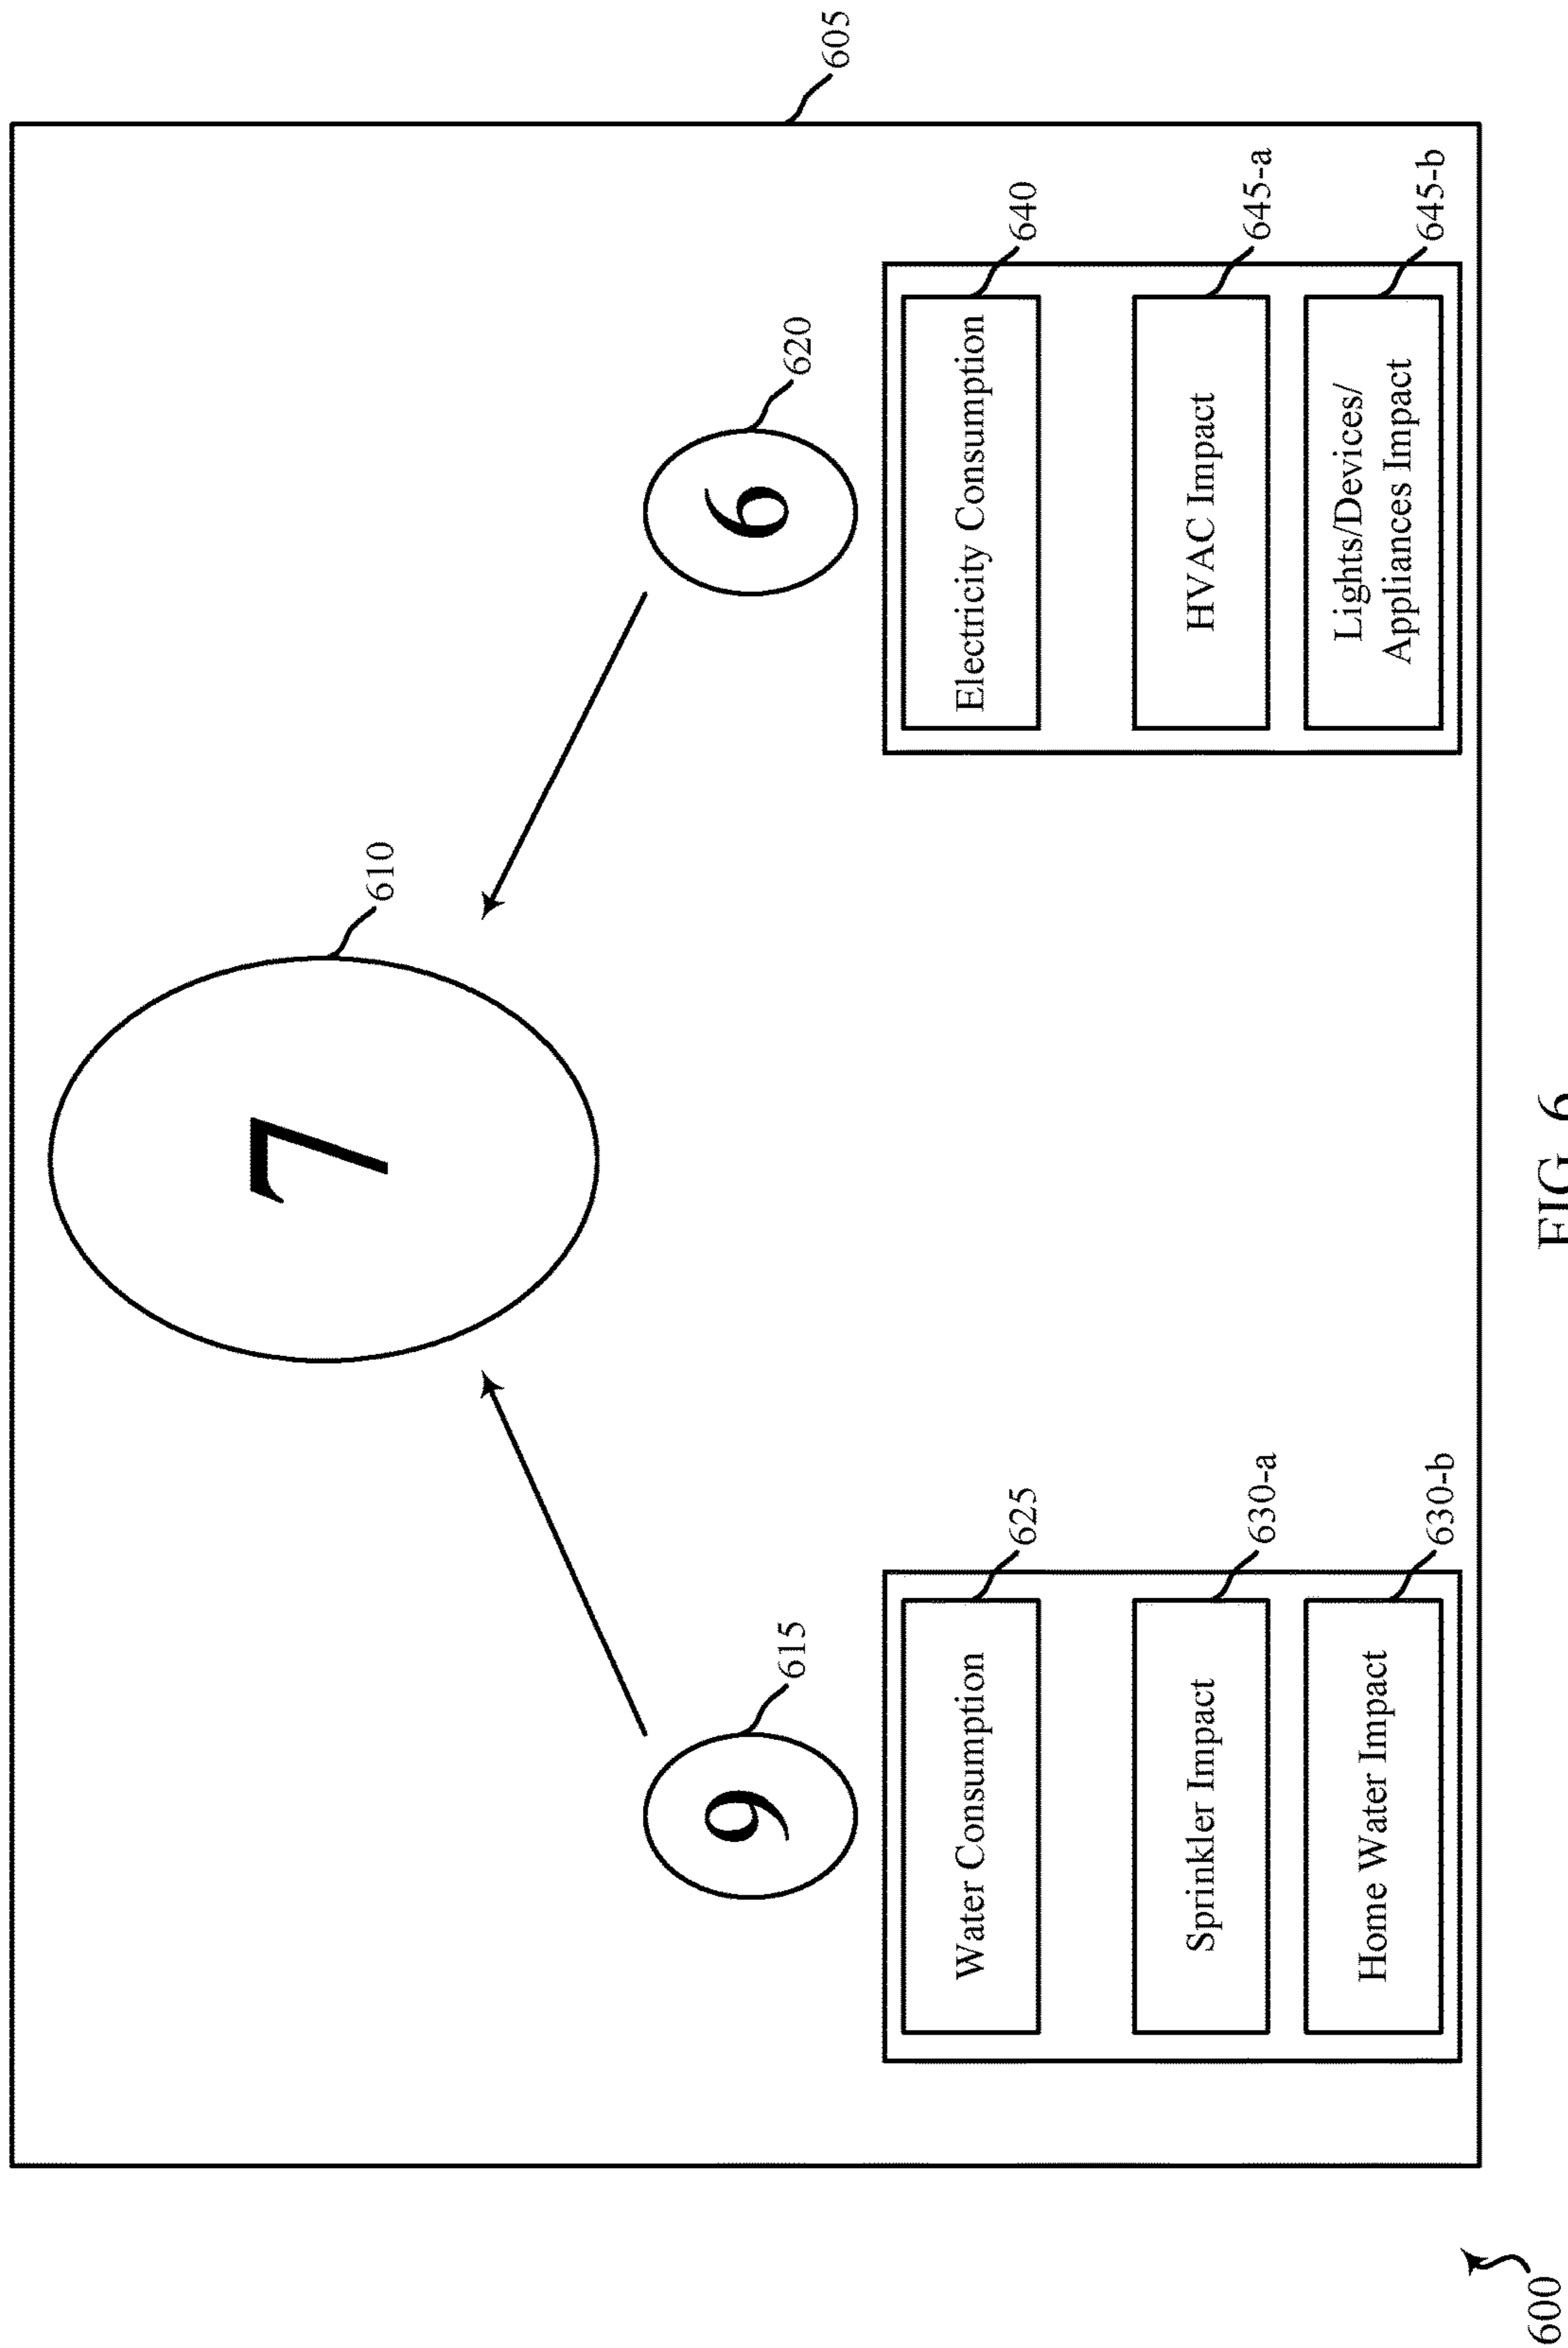 7
610
605
9
615
6
620
Water Consumption
625
Sprinkler Impact
630-a
Home Water Impact
630-b
Electricity Consumption
640
HVAC Impact
645-a
Lights/Devices/
Appliances Impact
645-b
600
FIG. 6